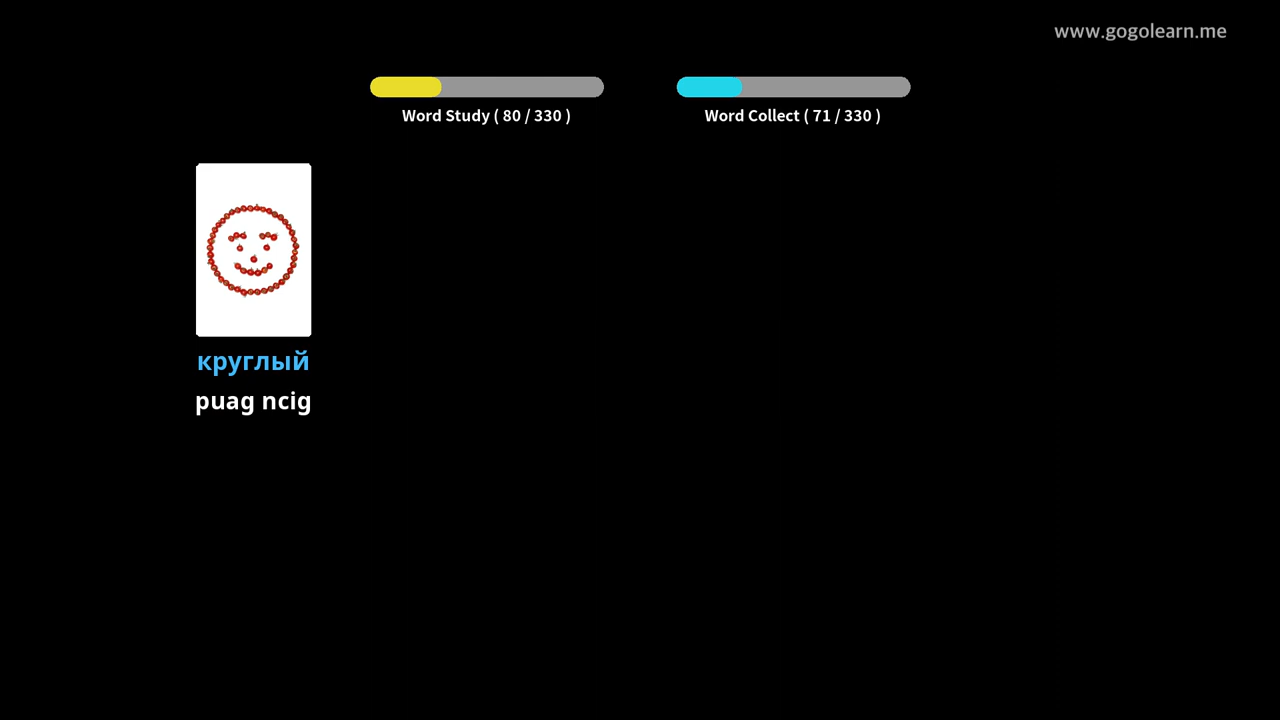 www.gogolearn.me
Word Study ( 80 / 330 )
Word Collect ( 71 / 330 )
круглый
puag ncig